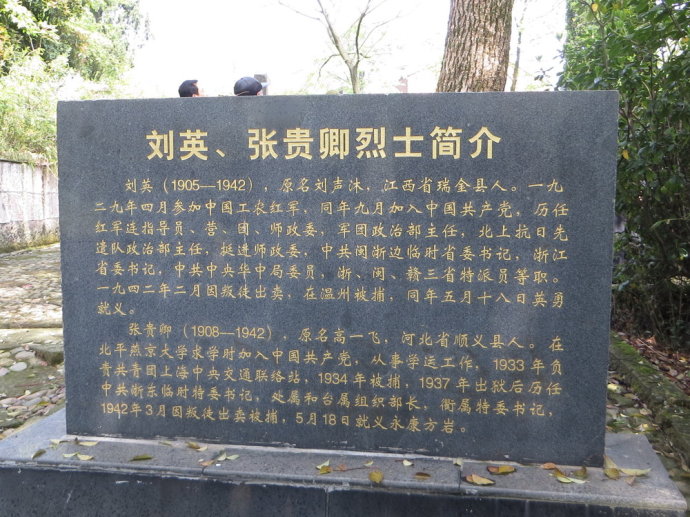 刘英、张贵卿烈士简介
刘英（1905—1942），原名刘声沐，江西省瑞金县人。一九
二九年四月参加中国工农红军，同年九月加入中国共产党，历任
红军连指导员、营、团、师政委，军团政治部主任，北上抗日先
遣队政治部主任，挺进师政委，中共闽浙边临时省委书记，浙江
省委书记，中共中央华中局委员，浙、闽、赣三省特派员等职。
一九四二年二月因叛徒出卖，在温州被捕，同年五月十八日英勇
就义。
张贵卿（1908—1942），原名高一飞，河北省顺义县人。在
北平燕京大学求学时加入中国共产党，从事学运工作，1933年负
责共青团上海中央交通联络站，1934年被捕，1937年出狱后历任
中共浙东临时特委书记，处属和台属组织部长，衢属特委书记，
1942年3月因叛徒出卖被捕，5月18日就义永康方岩。